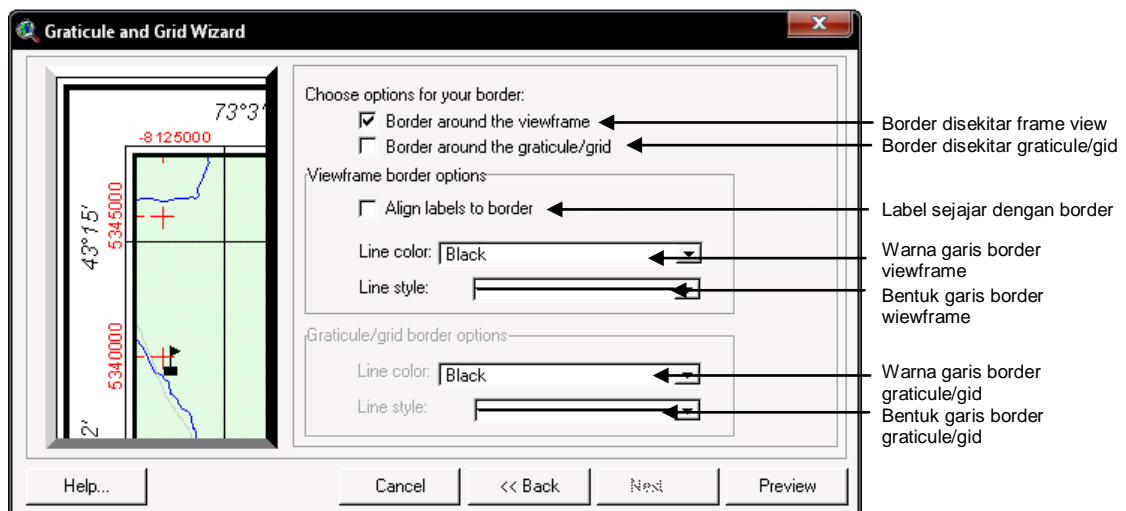 Graticule and Grid Wizard
73°3'
-8125000
43°15'
5345000
5340000
2'
Choose options for your border:
Border around the viewframe
Border around the graticule/grid
Viewframe border options
Align labels to border
Line color: Black
Line style:
Graticule/grid border options
Line color: Black
Line style:
Help...
Cancel
<< Back
Next
Preview
Border disekitar frame view
Border disekitar graticule/gid
Label sejajar dengan border
Warna garis border
viewframe
Bentuk garis border
wiewframe
Warna garis border
graticule/gid
Bentuk garis border
graticule/gid